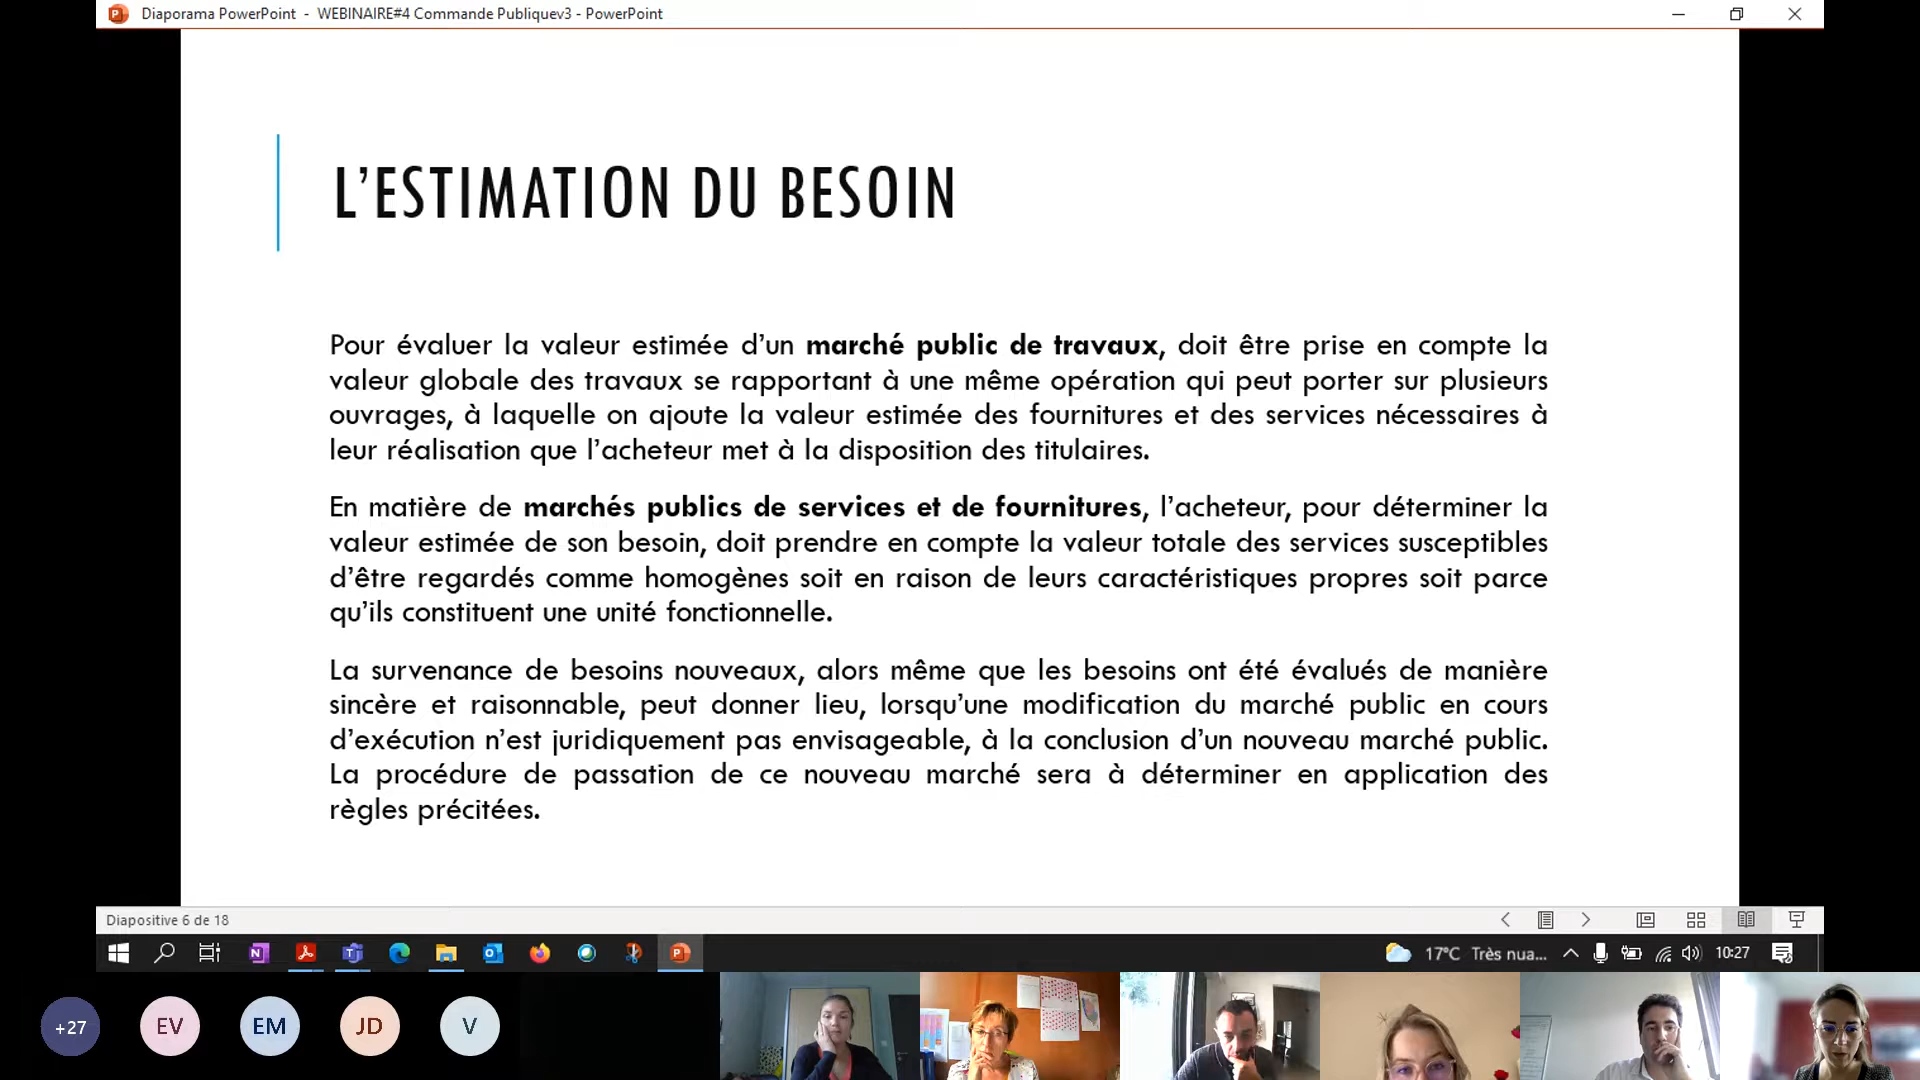 Diaporama PowerPoint - WEBINAIRE#4 Commande Publiquev3 - PowerPoint
L’ESTIMATION DU BESOIN
Pour évaluer la valeur estimée d’un marché public de travaux, doit être prise en compte la
valeur globale des travaux se rapportant à une même opération qui peut porter sur plusieurs
ouvrages, à laquelle on ajoute la valeur estimée des fournitures et des services nécessaires à
leur réalisation que l’acheteur met à la disposition des titulaires.
En matière de marchés publics de services et de fournitures, l’acheteur, pour déterminer la
valeur estimée de son besoin, doit prendre en compte la valeur totale des services susceptibles
d’être regardés comme homogènes soit en raison de leurs caractéristiques propres soit parce
qu’ils constituent une unité fonctionnelle.
La survenance de besoins nouveaux, alors même que les besoins ont été évalués de manière
sincère et raisonnable, peut donner lieu, lorsqu’une modification du marché public en cours
d’exécution n’est juridiquement pas envisageable, à la conclusion d’un nouveau marché public.
La procédure de passation de ce nouveau marché sera à déterminer en application des
règles précitées.
Diapositive 6 de 18
17°C Très nua... 10:27
+27 EV EM JD V